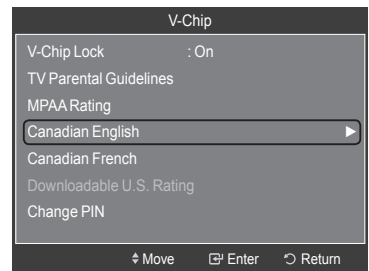 V-Chip
V-Chip Lock : On
TV Parental Guidelines
MPAA Rating
Canadian English
Canadian French
Downloadable U.S. Rating
Change PIN
Move Enter Return